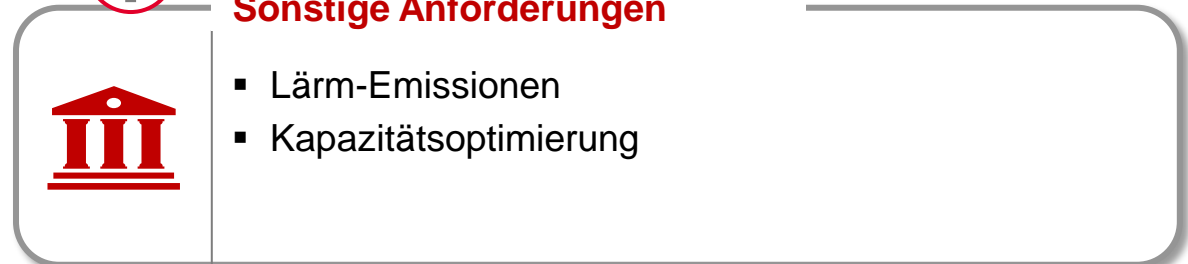 Sonstige Anforderungen
▪ Lärm-Emissionen
▪ Kapazitätsoptimierung